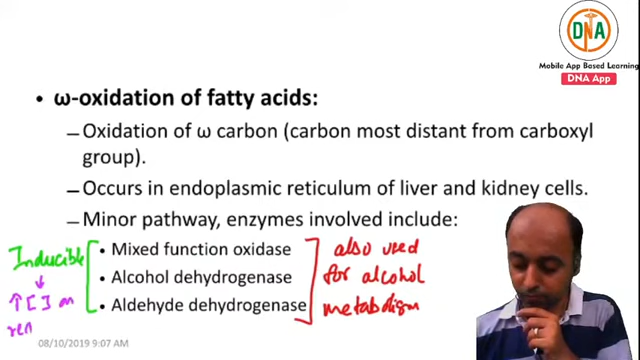 DNA
Mobile App Based Learning
DNA App
• ω-oxidation of fatty acids:
– Oxidation of ω carbon (carbon most distant from carboxyl
group).
– Occurs in endoplasmic reticulum of liver and kidney cells.
– Minor pathway, enzymes involved include:
• Mixed function oxidase
• Alcohol dehydrogenase
• Aldehyde dehydrogenase
Inducible
↓
↑ [ ] on
ren
also used
for alcohol
metabolism
08/10/2019 9:07 AM